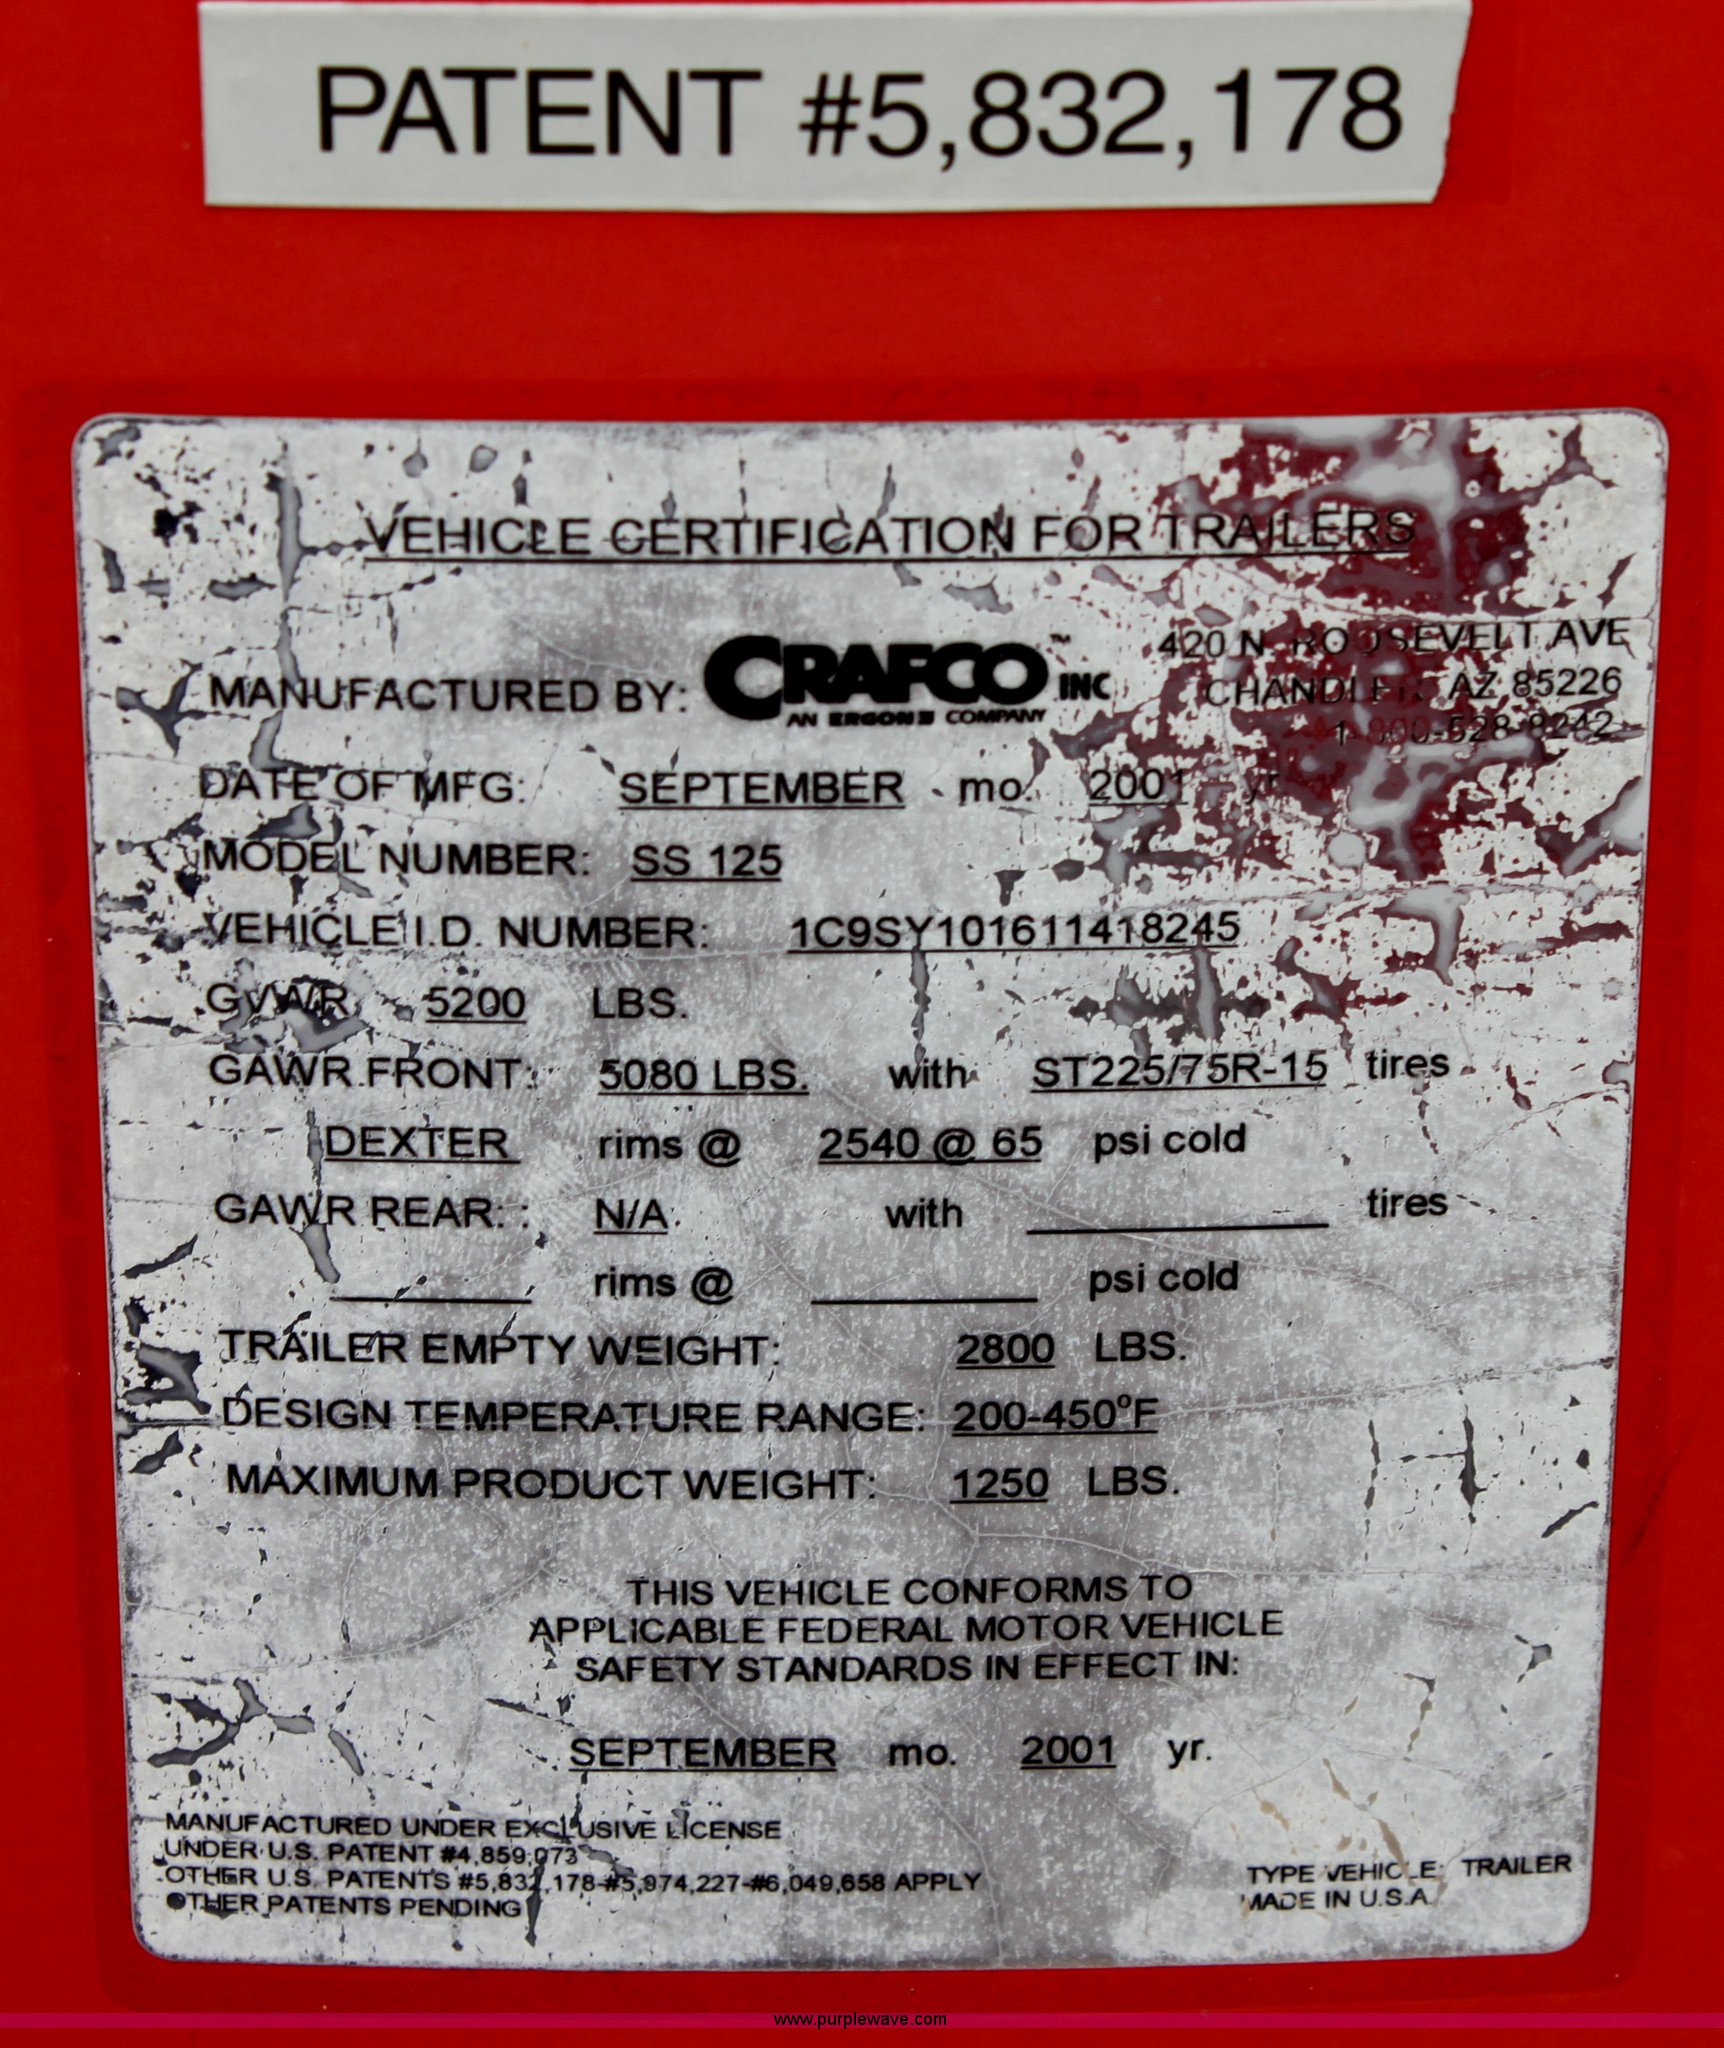 PATENT #5,832,178
VEHICLE CERTIFICATION FOR TRAILERS
MANUFACTURED BY: CRAFCO™ INC
AN ERGON COMPANY
420 N. ROOSEVELT AVE
CHANDLER, AZ 85226
1-800-528-8242
DATE OF MFG: SEPTEMBER mo. 2001 yr.
MODEL NUMBER: SS 125
VEHICLE I.D. NUMBER: 1C9SY101611418245
GVWR 5200 LBS.
GAWR FRONT: 5080 LBS. with ST225/75R-15 tires
DEXTER rims @ 2540 @ 65 psi cold
GAWR REAR: : N/A with tires
rims @ psi cold
TRAILER EMPTY WEIGHT: 2800 LBS.
DESIGN TEMPERATURE RANGE: 200-450°F
MAXIMUM PRODUCT WEIGHT: 1250 LBS.
THIS VEHICLE CONFORMS TO
APPLICABLE FEDERAL MOTOR VEHICLE
SAFETY STANDARDS IN EFFECT IN:
SEPTEMBER mo. 2001 yr.
MANUFACTURED UNDER EXCLUSIVE LICENSE
UNDER U.S. PATENT #4,859,073
OTHER U.S. PATENTS #5,832,178-#5,974,227-#6,049,658 APPLY
OTHER PATENTS PENDING
TYPE VEHICLE: TRAILER
MADE IN U.S.A.
www.purplewave.com